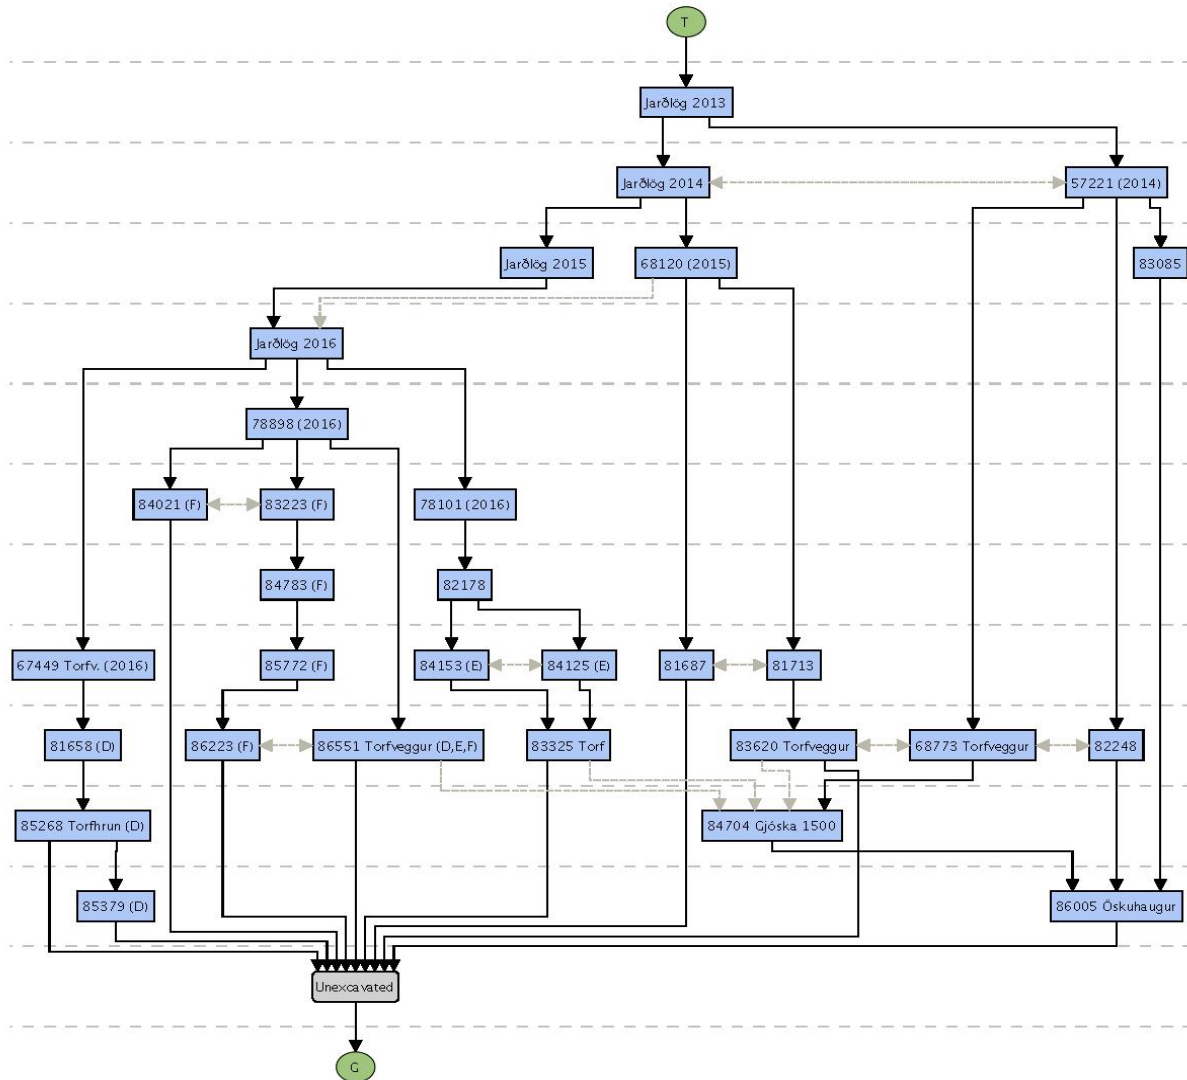 T
Jarðlög 2013
Jarðlög 2014
57221 (2014)
Jarðlög 2015
68120 (2015)
83085
Jarðlög 2016
78898 (2016)
84021 (F)
83223 (F)
78101 (2016)
84783 (F)
82178
67449 Torfv. (2016)
85772 (F)
84153 (E)
84125 (E)
81687
81713
81658 (D)
86223 (F)
86551 Torfveggur (D,E,F)
83325 Torf
83620 Torfveggur
68773 Torfveggur
82248
85268 Torfhrun (D)
84704 Gjóska 1500
85379 (D)
86005 Öskuhaugur
Unexcavated
G